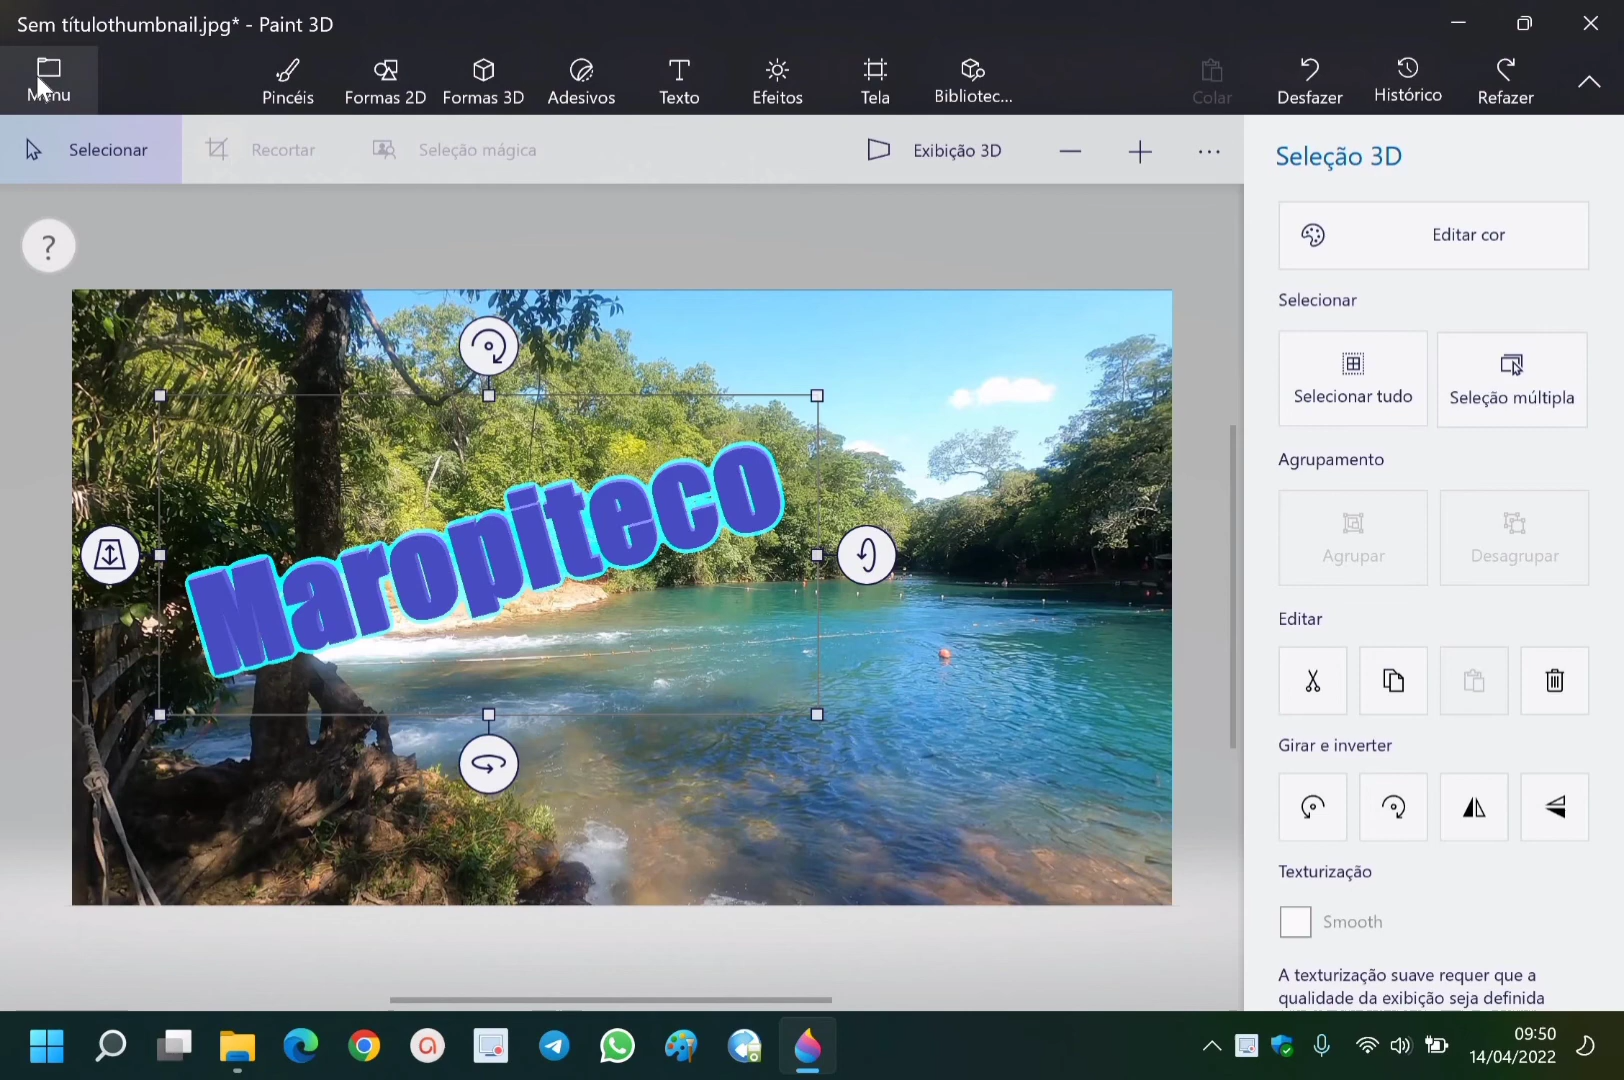 Sem títulothumbnail.jpg* - Paint 3D
Menu
Pincéis
Formas 2D
Formas 3D
Adesivos
Texto
Efeitos
Tela
Bibliotec...
Colar
Desfazer
Histórico
Refazer
Selecionar
Recortar
Seleção mágica
Exibição 3D
Seleção 3D
Editar cor
Selecionar
Selecionar tudo
Seleção múltipla
Agrupamento
Agrupar
Desagrupar
Editar
Girar e inverter
Texturização
Smooth
A texturização suave requer que a
qualidade da exibição seja definida
Maropiteco
09:50
14/04/2022